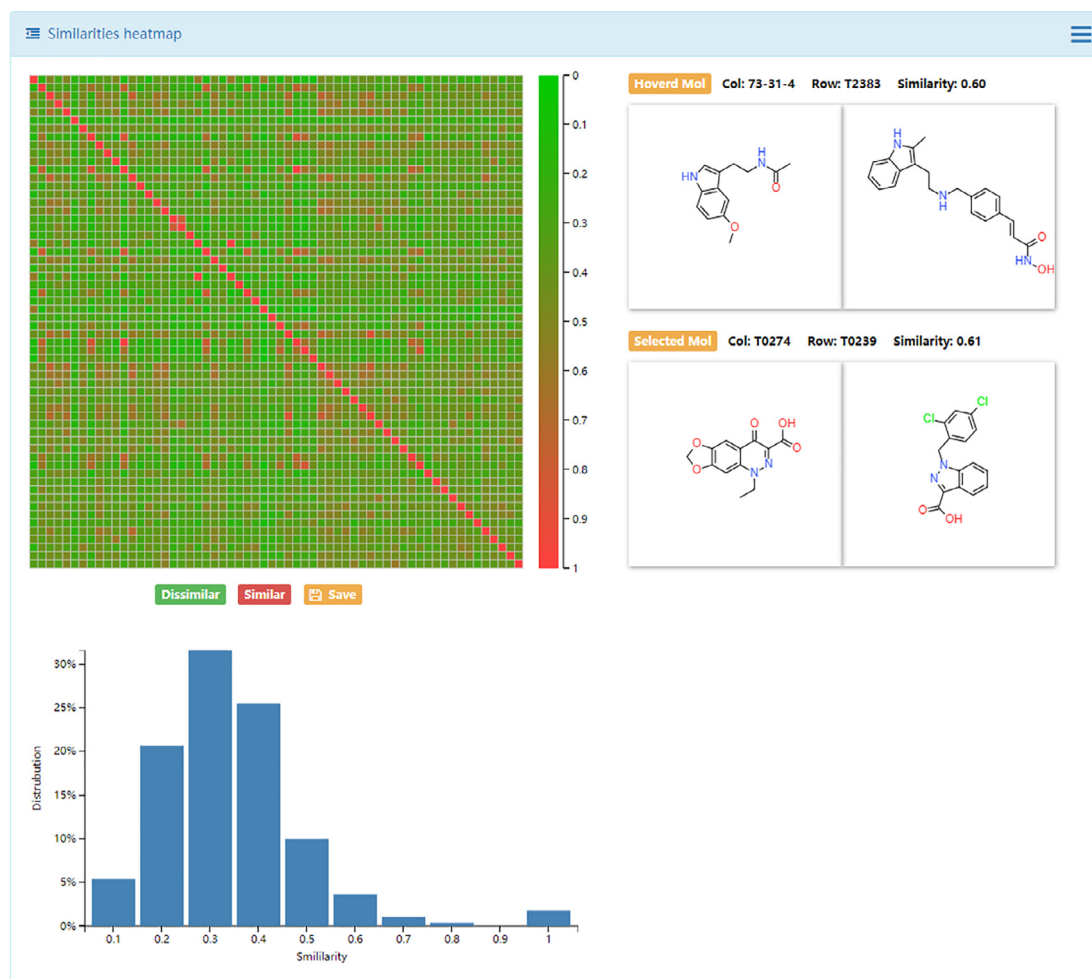 Similarities heatmap
0
0.1
0.2
0.3
0.4
0.5
0.6
0.7
0.8
0.9
1
Hoverd Mol Col: 73-31-4 Row: T2383 Similarity: 0.60
H
N
HN
O
O
H
N
N
H
O
HN
OH
Selected Mol Col: T0274 Row: T0239 Similarity: 0.61
O
OH
O
O
O
N
N
Cl
Cl
N
N
O
OH
Dissimilar Similar Save
30%
25%
20%
15%
10%
5%
0%
Distrubution
0.1 0.2 0.3 0.4 0.5 0.6 0.7 0.8 0.9 1
Smililarity